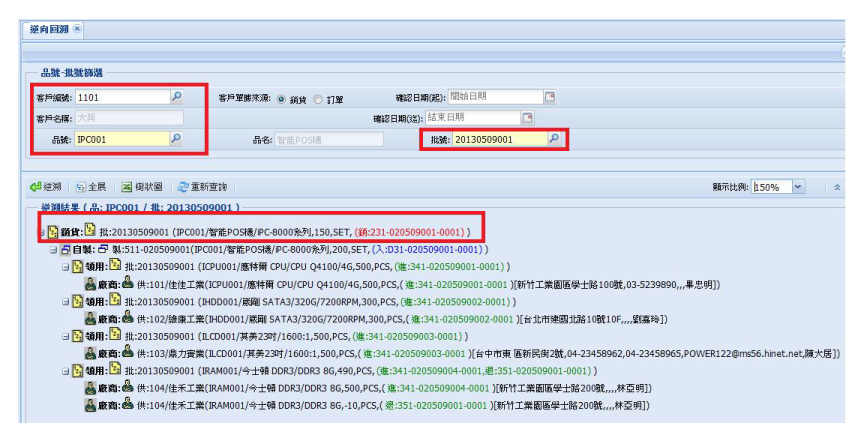 逆向回溯
品號-批號篩選
客戶編號: 1101 客戶單據來源: 銷貨 訂單 確認日期(起): 開始日期
客戶名稱: 大同 確認日期(迄): 結束日期
品號: IPC001 品名: 智能POS機 批號: 20130509001
逆溯 全展 樹狀圖 重新查詢 顯示比例: 150%
逆溯結果 ( 品: IPC001 / 批: 20130509001 )
銷貨: 批:20130509001 (IPC001/智能POS機/IPC-8000系列,150,SET, (銷:231-020509001-0001) )
自製: 製:511-020509001(IPC001/智能POS機/IPC-8000系列,200,SET,(入:D31-020509001-0001) )
領用: 批:20130509001 (ICPU001/應特爾 CPU/CPU Q4100/4G,500,PCS, (進:341-020509001-0001) )
廠商: 供:101/佳佳工業(ICPU001/應特爾 CPU/CPU Q4100/4G,500,PCS,( 進:341-020509001-0001 )[新竹工業園區學士路100號,03-5239890,,,畢忠明])
領用: 批:20130509001 (IHDD001/崴剛 SATA3/320G/7200RPM,300,PCS, (進:341-020509002-0001) )
廠商: 供:102/ 工業(IHDD001/崴剛 SATA3/320G/7200RPM,300,PCS,( 進:341-020509002-0001 )[台北市建國北路10號10F,,,,劉嘉玲])
領用: 批:20130509001 (ILCD001/其美23吋/1600:1,500,PCS, (進:341-020509003-0001) )
廠商: 供:103/鼎力實業(ILCD001/其美23吋/1600:1,500,PCS,( 進:341-020509003-0001 )[台中市東 區新民街2號,04-23458962,04-23458965,POWER122@ms56.hinet.net,陳大居])
領用: 批:20130509001 (IRAM001/今士頓 DDR3/DDR3 8G,490,PCS, (進:341-020509004-0001,退:351-020509001-0001) )
廠商: 供:104/佳禾工業(IRAM001/今士頓 DDR3/DDR3 8G,500,PCS,( 進:341-020509004-0001 )[新竹工業園區學士路200號,,,,林亞明])
廠商: 供:104/佳禾工業(IRAM001/今士頓 DDR3/DDR3 8G,-10,PCS,( 退:351-020509001-0001 )[新竹工業園區學士路200號,,,,林亞明])